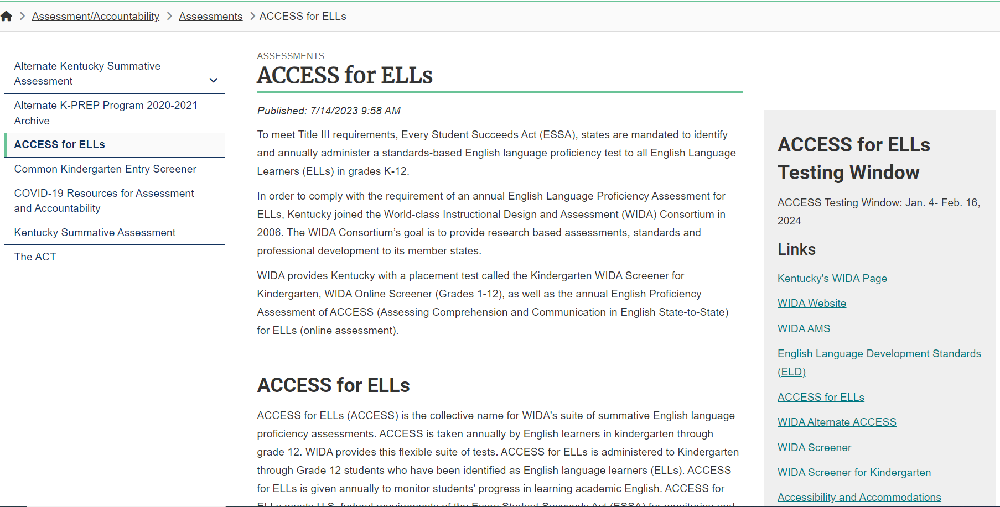 Assessment/Accountability > Assessments > ACCESS for ELLs
Alternate Kentucky Summative
Assessment
Alternate K-PREP Program 2020-2021
Archive
ACCESS for ELLs
Common Kindergarten Entry Screener
COVID-19 Resources for Assessment
and Accountability
Kentucky Summative Assessment
The ACT
ASSESSMENTS
ACCESS for ELLs
Published: 7/14/2023 9:58 AM
To meet Title III requirements, Every Student Succeeds Act (ESSA), states are mandated to identify
and annually administer a standards-based English language proficiency test to all English Language
Learners (ELLs) in grades K-12.
In order to comply with the requirement of an annual English Language Proficiency Assessment for
ELLs, Kentucky joined the World-class Instructional Design and Assessment (WIDA) Consortium in
2006. The WIDA Consortium’s goal is to provide research based assessments, standards and
professional development to its member states.
WIDA provides Kentucky with a placement test called the Kindergarten WIDA Screener for
Kindergarten, WIDA Online Screener (Grades 1-12), as well as the annual English Proficiency
Assessment of ACCESS (Assessing Comprehension and Communication in English State-to-State)
for ELLs (online assessment).
ACCESS for ELLs
ACCESS for ELLs (ACCESS) is the collective name for WIDA's suite of summative English language
proficiency assessments. ACCESS is taken annually by English learners in kindergarten through
grade 12. WIDA provides this flexible suite of tests. ACCESS for ELLs is administered to Kindergarten
through Grade 12 students who have been identified as English language learners (ELLs). ACCESS
for ELLs is given annually to monitor students' progress in learning academic English. ACCESS for
ELLs meets U.S. federal requirements of the Every Student Succeeds Act (ESSA) for monitoring and
ACCESS for ELLs
Testing Window
ACCESS Testing Window: Jan. 4- Feb. 16,
2024
Links
Kentucky's WIDA Page
WIDA Website
WIDA AMS
English Language Development Standards
(ELD)
ACCESS for ELLs
WIDA Alternate ACCESS
WIDA Screener
WIDA Screener for Kindergarten
Accessibility and Accommodations